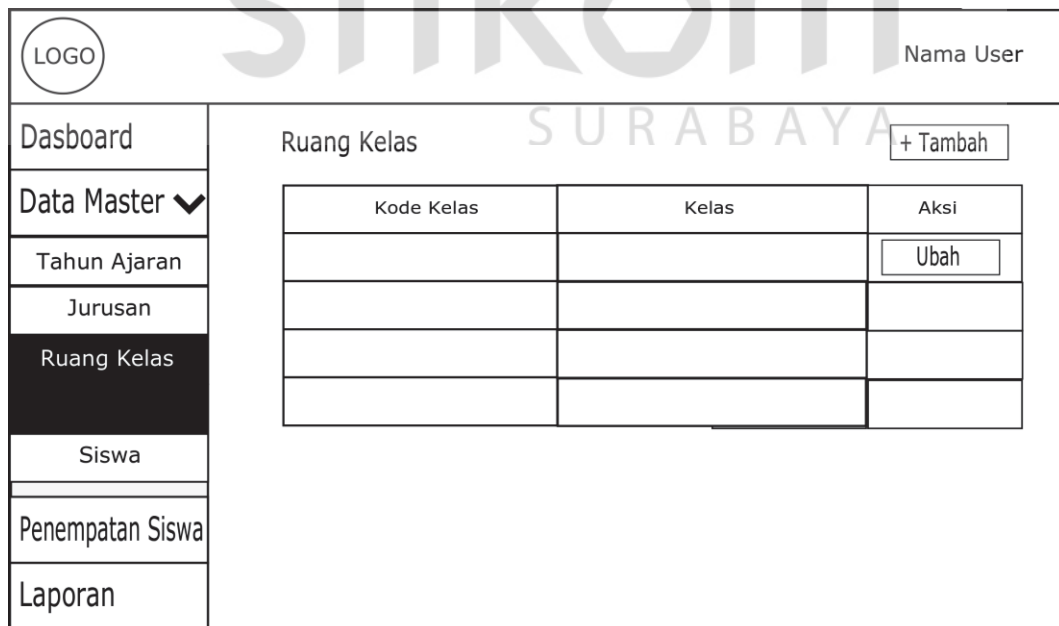 stikom
SURABAYA
LOGO
Nama User
Dasboard
Data Master
Tahun Ajaran
Jurusan
Ruang Kelas
Siswa
Penempatan Siswa
Laporan
Ruang Kelas
+ Tambah
Kode Kelas Kelas Aksi
Ubah